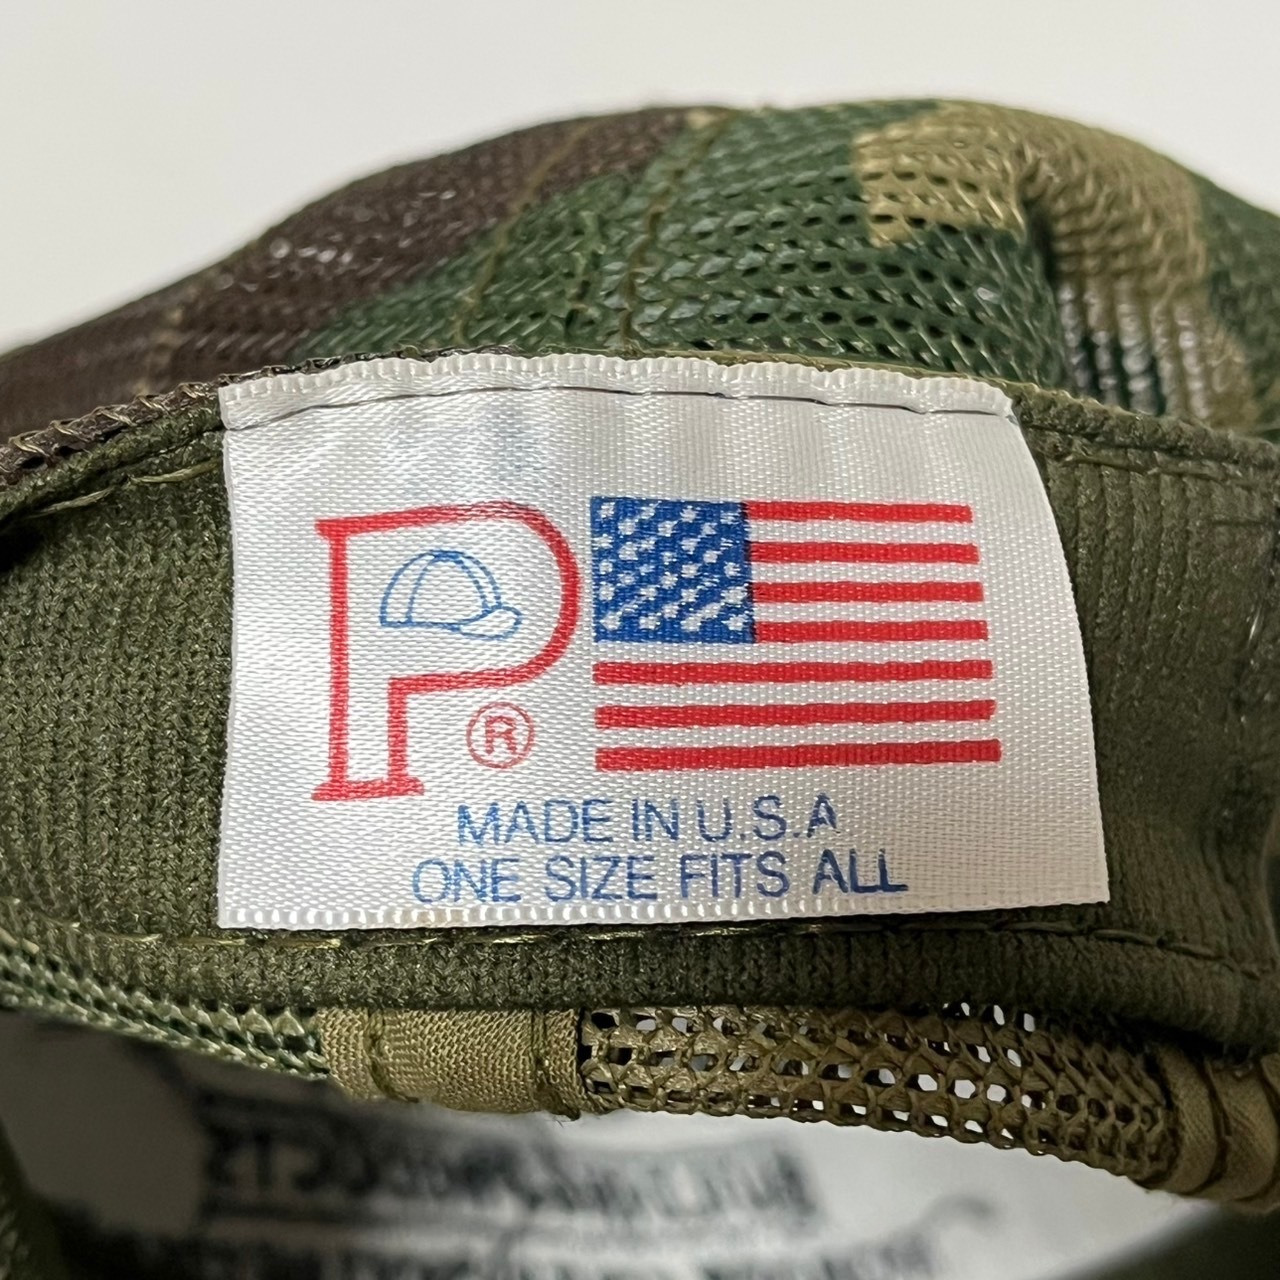 P
®
MADE IN U.S.A
ONE SIZE FITS ALL